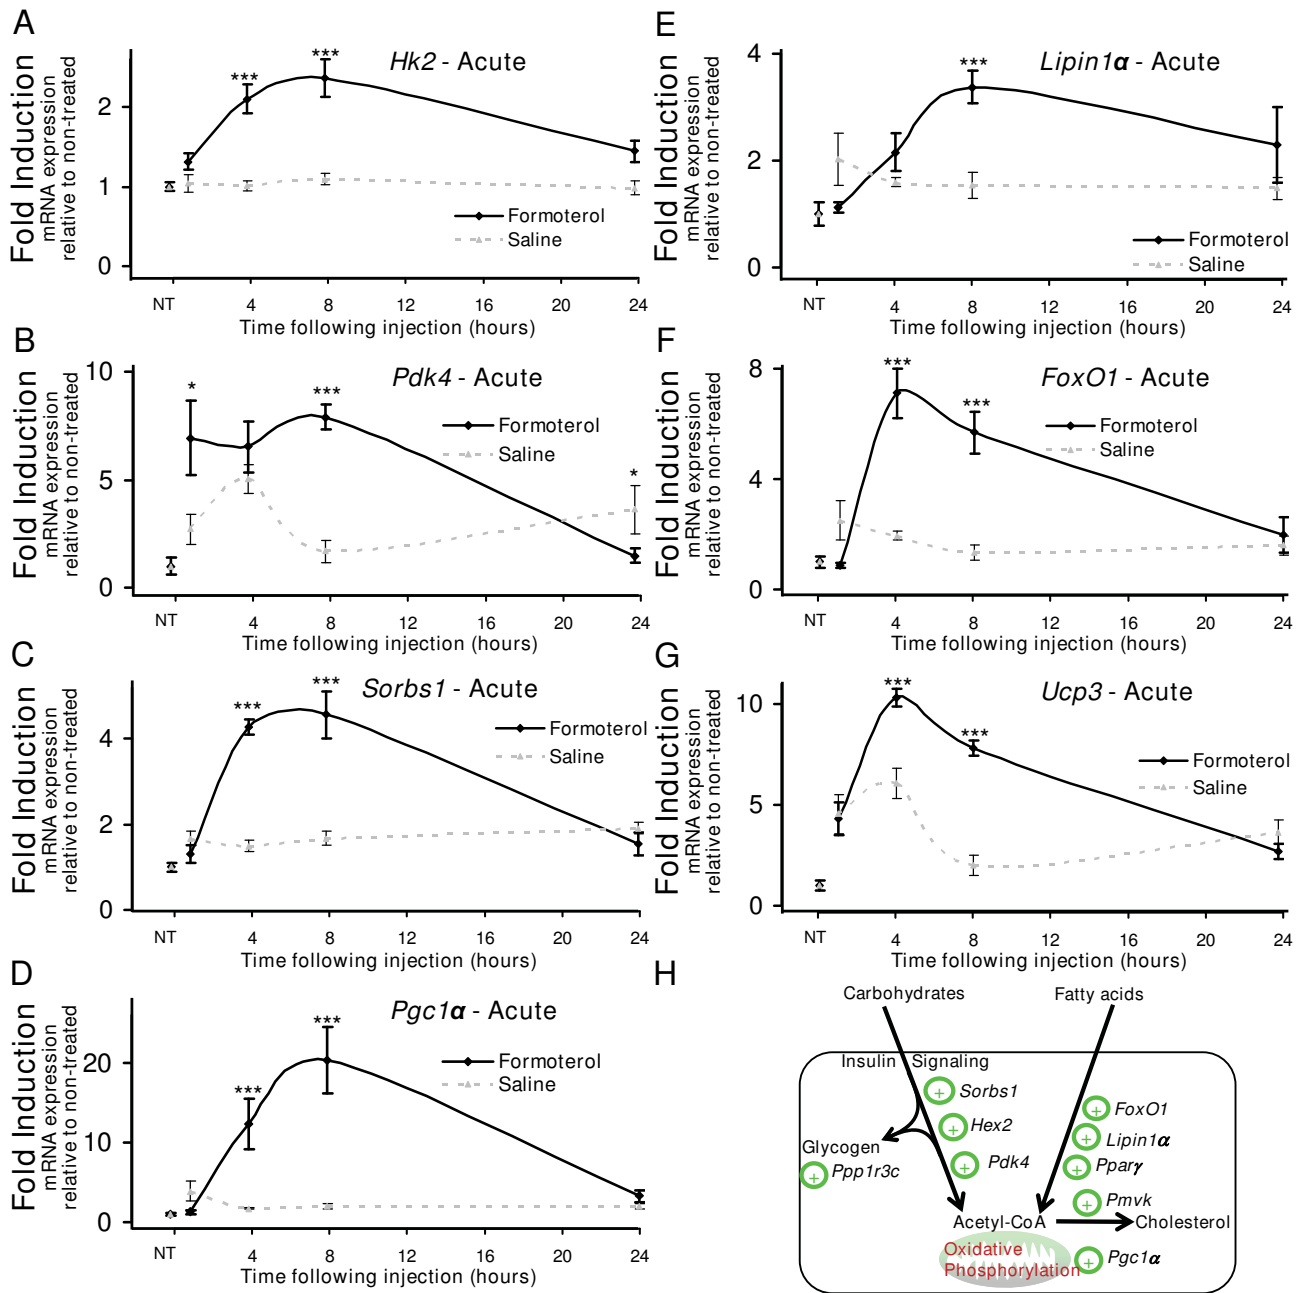 A
Hk2 - Acute
Fold Induction
mRNA expression
relative to non-treated
2
1
0
***
***
Formoterol
Saline
NT
4
8
12
16
20
24
Time following injection (hours)
B
Pdk4 - Acute
Fold Induction
mRNA expression
relative to non-treated
10
5
0
*
***
*
Formoterol
Saline
NT
4
8
12
16
20
24
Time following injection (hours)
C
Sorbs1 - Acute
Fold Induction
mRNA expression
relative to non-treated
4
2
0
***
***
Formoterol
Saline
NT
4
8
12
16
20
24
Time following injection (hours)
D
Pgc1α - Acute
Fold Induction
mRNA expression
relative to non-treated
20
10
0
***
***
Formoterol
Saline
NT
4
8
12
16
20
24
Time following injection (hours)
E
Lipin1α - Acute
Fold Induction
mRNA expression
relative to non-treated
4
2
0
***
Formoterol
Saline
NT
4
8
12
16
20
24
Time following injection (hours)
F
FoxO1 - Acute
Fold Induction
mRNA expression
relative to non-treated
8
4
0
***
***
Formoterol
Saline
NT
4
8
12
16
20
24
Time following injection (hours)
G
Ucp3 - Acute
Fold Induction
mRNA expression
relative to non-treated
10
5
0
***
***
Formoterol
Saline
NT
4
8
12
16
20
24
Time following injection (hours)
H
Carbohydrates
Fatty acids
Insulin Signaling
+ Sorbs1
+ FoxO1
+ Hex2
+ Lipin1α
Glycogen
+ Pdk4
+ Pparγ
+ Ppp1r3c
+ Pmvk
Acetyl-CoA
Cholesterol
Oxidative
Phosphorylation
+ Pgc1α